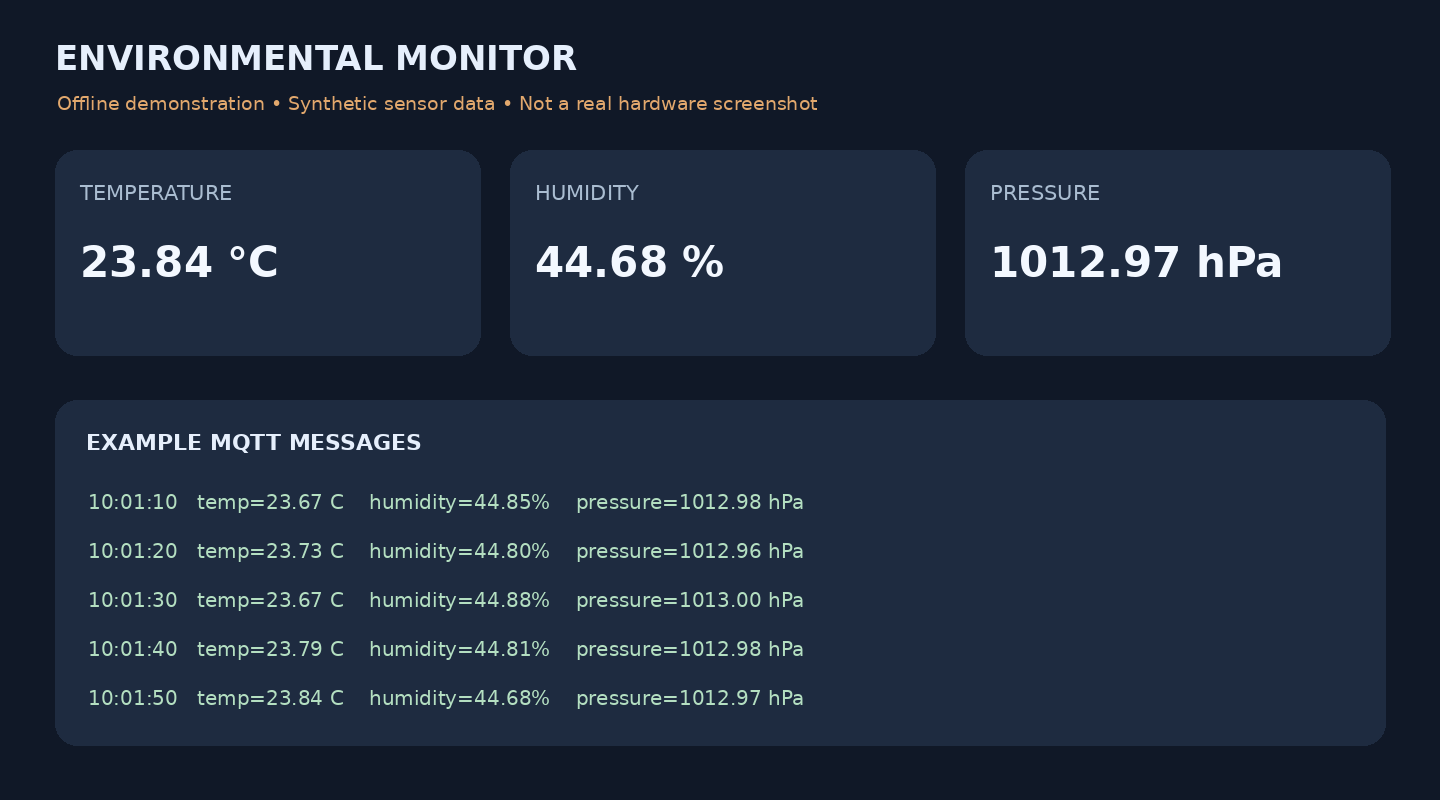 ENVIRONMENTAL MONITOR
Offline demonstration • Synthetic sensor data • Not a real hardware screenshot
TEMPERATURE
23.84 °C
HUMIDITY
44.68 %
PRESSURE
1012.97 hPa
EXAMPLE MQTT MESSAGES
10:01:10 temp=23.67 C humidity=44.85% pressure=1012.98 hPa
10:01:20 temp=23.73 C humidity=44.80% pressure=1012.96 hPa
10:01:30 temp=23.67 C humidity=44.88% pressure=1013.00 hPa
10:01:40 temp=23.79 C humidity=44.81% pressure=1012.98 hPa
10:01:50 temp=23.84 C humidity=44.68% pressure=1012.97 hPa